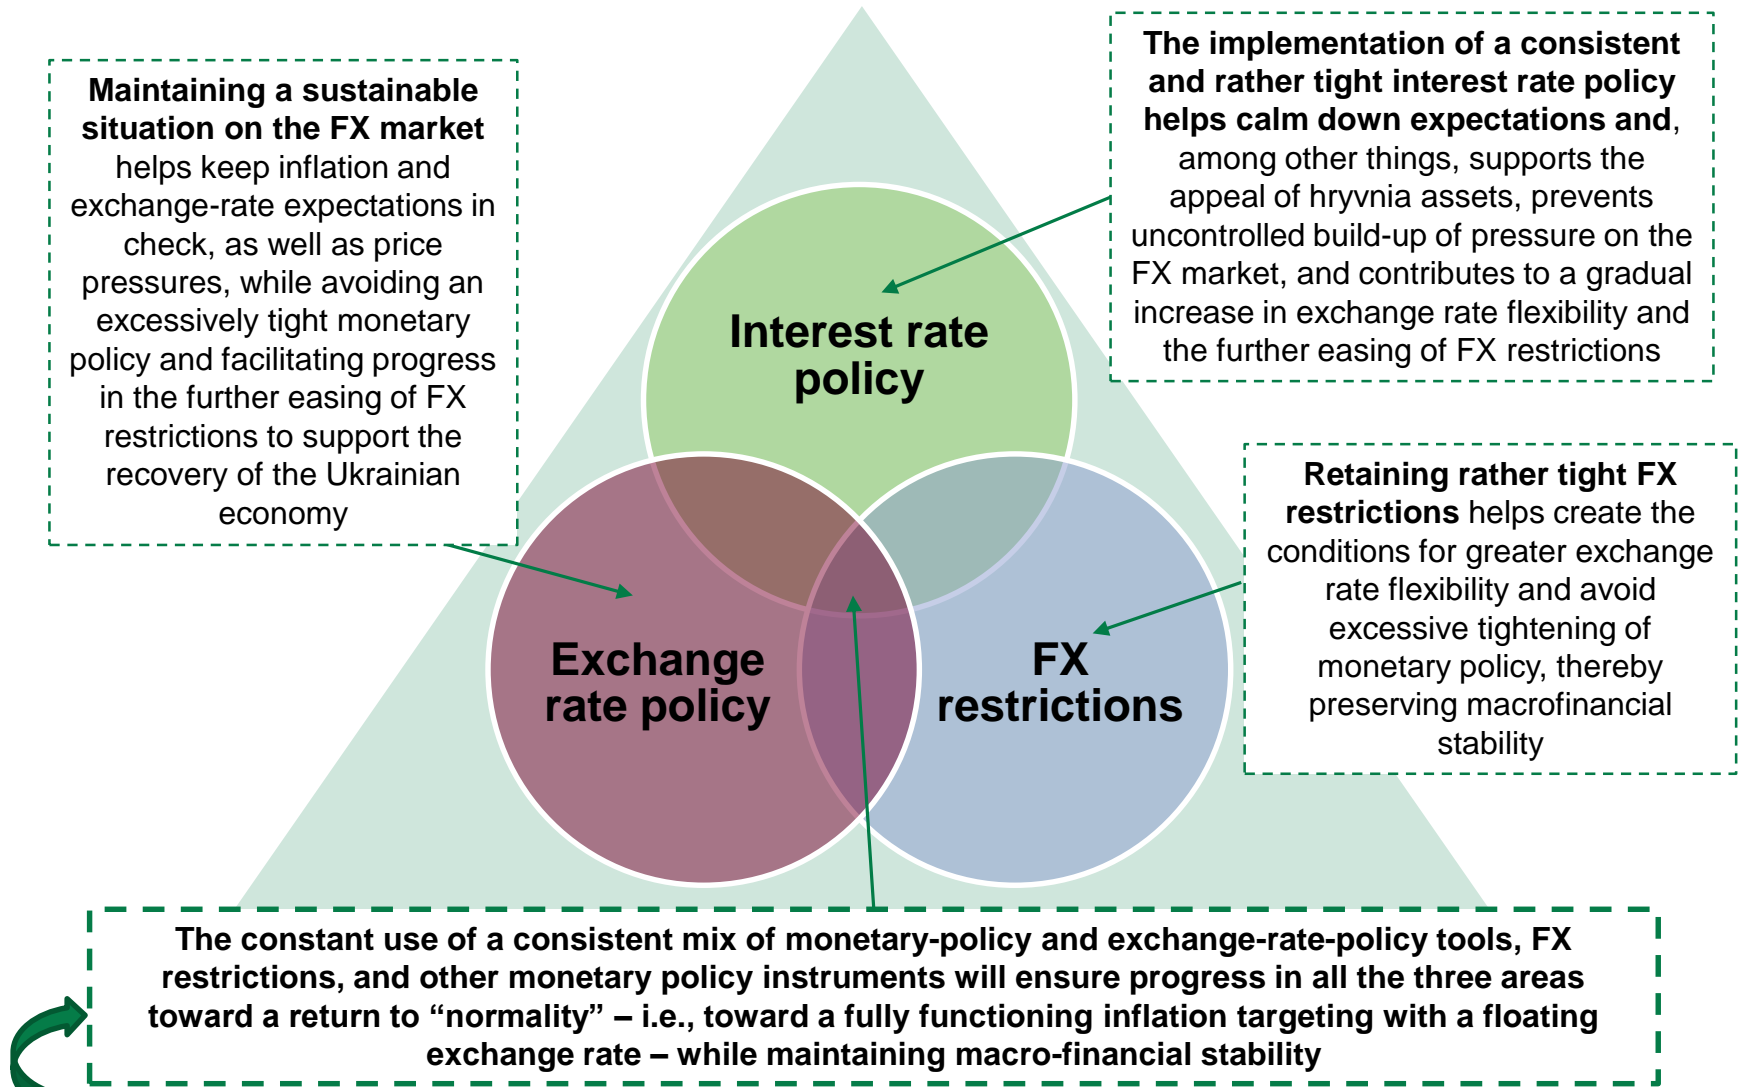 Maintaining a sustainable
situation on the FX market
helps keep inflation and
exchange-rate expectations in
check, as well as price
pressures, while avoiding an
excessively tight monetary
policy and facilitating progress
in the further easing of FX
restrictions to support the
recovery of the Ukrainian
economy
The implementation of a consistent
and rather tight interest rate policy
helps calm down expectations and,
among other things, supports the
appeal of hryvnia assets, prevents
uncontrolled build-up of pressure on the
FX market, and contributes to a gradual
increase in exchange rate flexibility and
the further easing of FX restrictions
Interest rate
policy
Retaining rather tight FX
restrictions helps create the
conditions for greater exchange
rate flexibility and avoid
excessive tightening of
monetary policy, thereby
preserving macrofinancial
stability
Exchange
rate policy
FX
restrictions
The constant use of a consistent mix of monetary-policy and exchange-rate-policy tools, FX
restrictions, and other monetary policy instruments will ensure progress in all the three areas
toward a return to “normality” – i.e., toward a fully functioning inflation targeting with a floating
exchange rate – while maintaining macro-financial stability